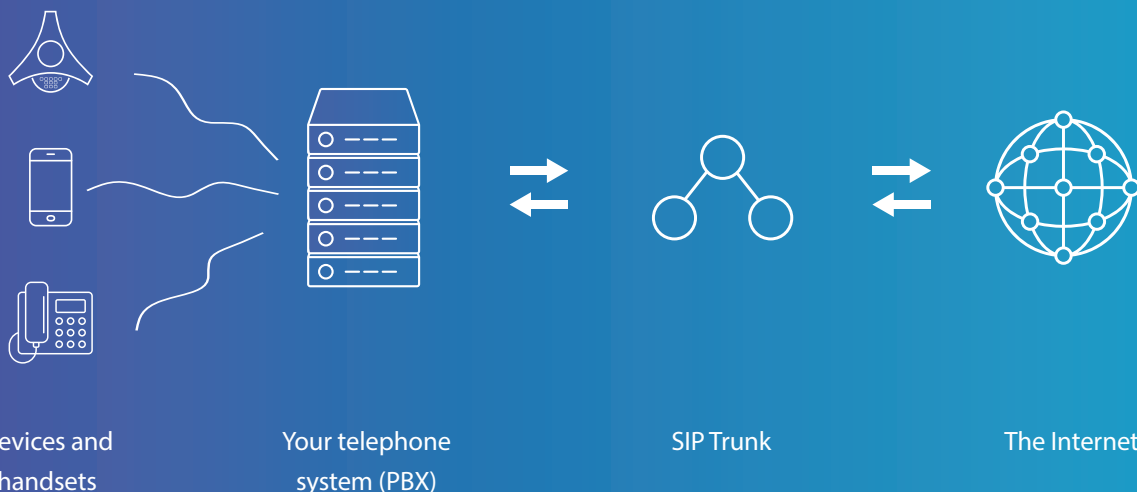 evices and
handsets
Your telephone
system (PBX)
SIP Trunk
The Internet